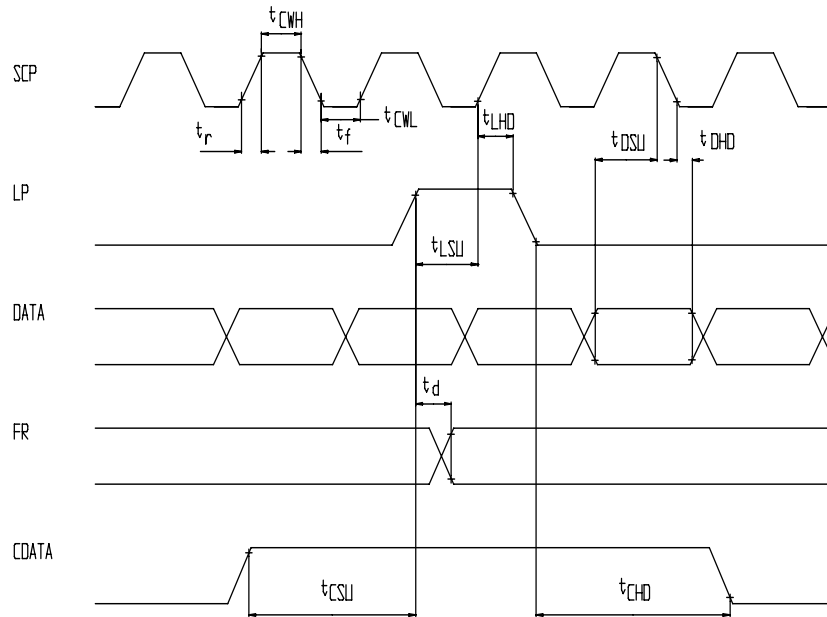 tCWH
SCP
tr
tf
tCWL
tLHD
tDSU
tDHD
LP
tLSU
DATA
td
FR
CDATA
tCSU
tCHD